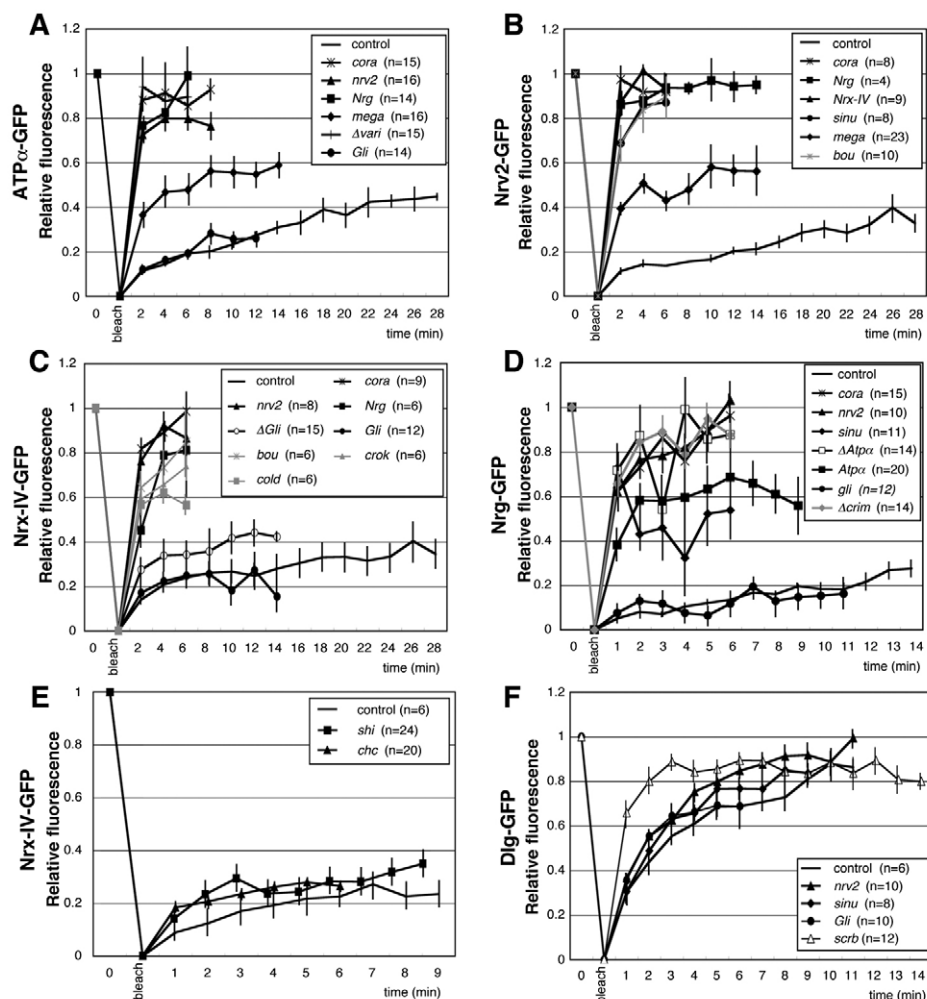 A
ATPα-GFP
Relative fluorescence
1.2
1
0.8
0.6
0.4
0.2
0
control
cora (n=15)
nrv2 (n=16)
Nrg (n=14)
mega (n=16)
Δvari (n=15)
Gli (n=14)
0 bleach 2 4 6 8 10 12 14 16 18 20 22 24 26 28
time (min)
B
Nrv2-GFP
Relative fluorescence
1.2
1
0.8
0.6
0.4
0.2
0
control
cora (n=8)
Nrg (n=4)
Nrx-IV (n=9)
sinu (n=8)
mega (n=23)
bou (n=10)
0 bleach 2 4 6 8 10 12 14 16 18 20 22 24 26 28
time (min)
C
Nrx-IV-GFP
Relative fluorescence
1.2
1
0.8
0.6
0.4
0.2
0
control cora (n=9)
nrv2 (n=8) Nrg (n=6)
ΔGli (n=15) Gli (n=12)
bou (n=6) crok (n=6)
cold (n=6)
0 bleach 2 4 6 8 10 12 14 16 18 20 22 24 26 28
time (min)
D
Nrg-GFP
Relative fluorescence
1.2
1
0.8
0.6
0.4
0.2
0
control
cora (n=15)
nrv2 (n=10)
sinu (n=11)
ΔAtpα (n=14)
Atpα (n=20)
gli (n=12)
Δcrim (n=14)
0 bleach 1 2 3 4 5 6 7 8 9 10 11 12 13 14
time (min)
E
Nrx-IV-GFP
Relative fluorescence
1
0.8
0.6
0.4
0.2
0
control (n=6)
shi (n=24)
chc (n=20)
0 bleach 1 2 3 4 5 6 7 8 9
time (min)
F
Dlg-GFP
Relative fluorescence
1.2
1
0.8
0.6
0.4
0.2
0
control (n=6)
nrv2 (n=10)
sinu (n=8)
Gli (n=10)
scrb (n=12)
0 bleach 1 2 3 4 5 6 7 8 9 10 11 12 13 14
time (min)